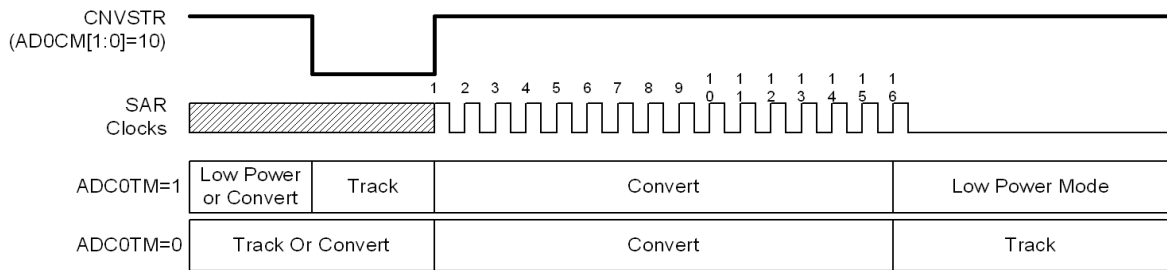 CNVSTR
(AD0CM[1:0]=10)
1 2 3 4 5 6 7 8 9 10 11 12 13 14 15 16
SAR
Clocks
ADC0TM=1
Low Power
or Convert
Track
Convert
Low Power Mode
ADC0TM=0
Track Or Convert
Convert
Track